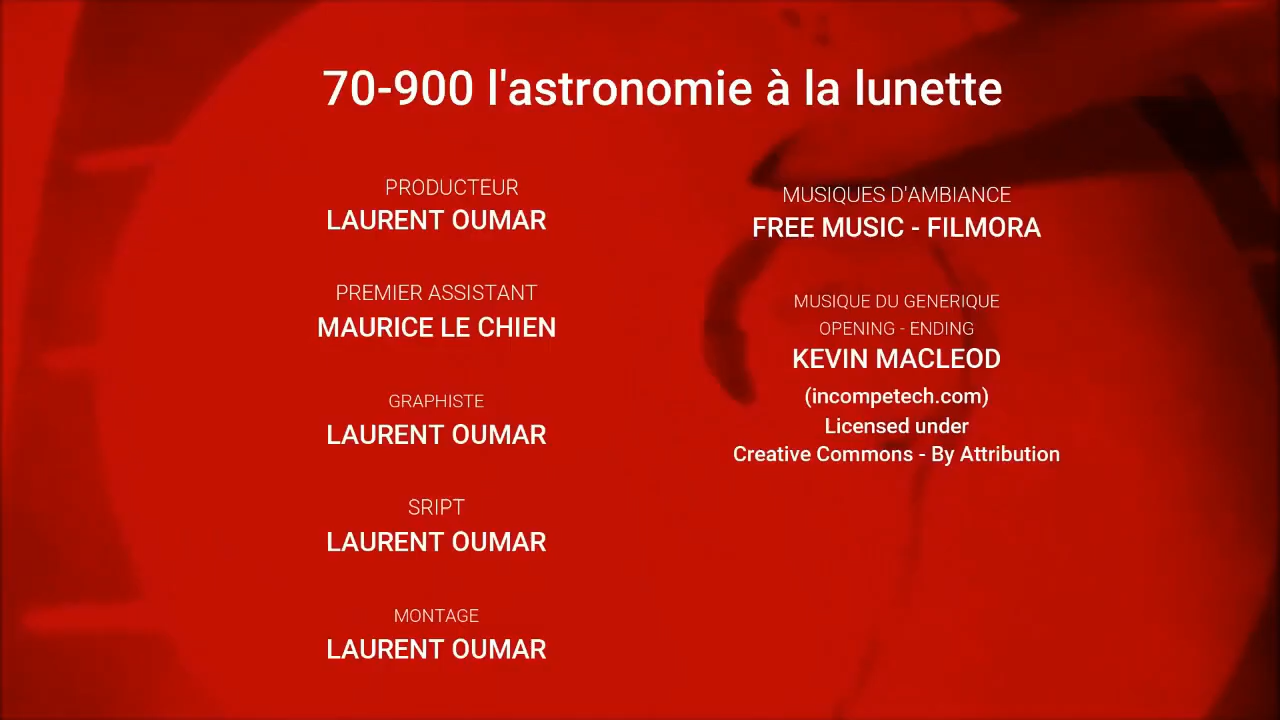 70-900 l'astronomie à la lunette
PRODUCTEUR
LAURENT OUMAR
PREMIER ASSISTANT
MAURICE LE CHIEN
GRAPHISTE
LAURENT OUMAR
SRIPT
LAURENT OUMAR
MONTAGE
LAURENT OUMAR
MUSIQUES D'AMBIANCE
FREE MUSIC - FILMORA
MUSIQUE DU GENERIQUE
OPENING - ENDING
KEVIN MACLEOD
(incompetech.com)
Licensed under
Creative Commons - By Attribution